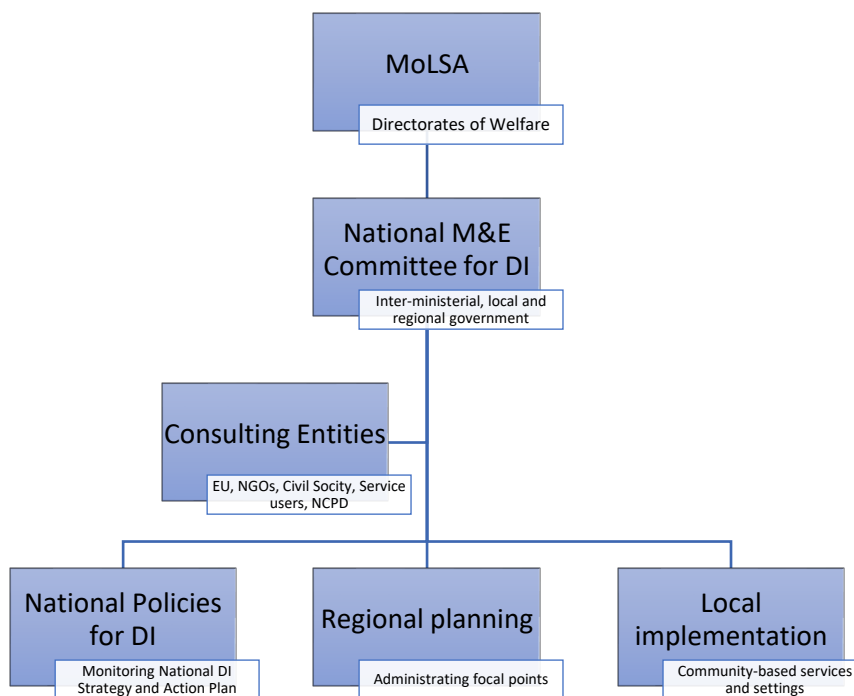 MoLSA
Directorates of Welfare
National M&E
Committee for DI
Inter-ministerial, local and
regional government
Consulting Entities
EU, NGOs, Civil Socity, Service
users, NCPD
National Policies
for DI
Monitoring National DI
Strategy and Action Plan
Regional planning
Administrating focal points
Local
implementation
Community-based services
and settings